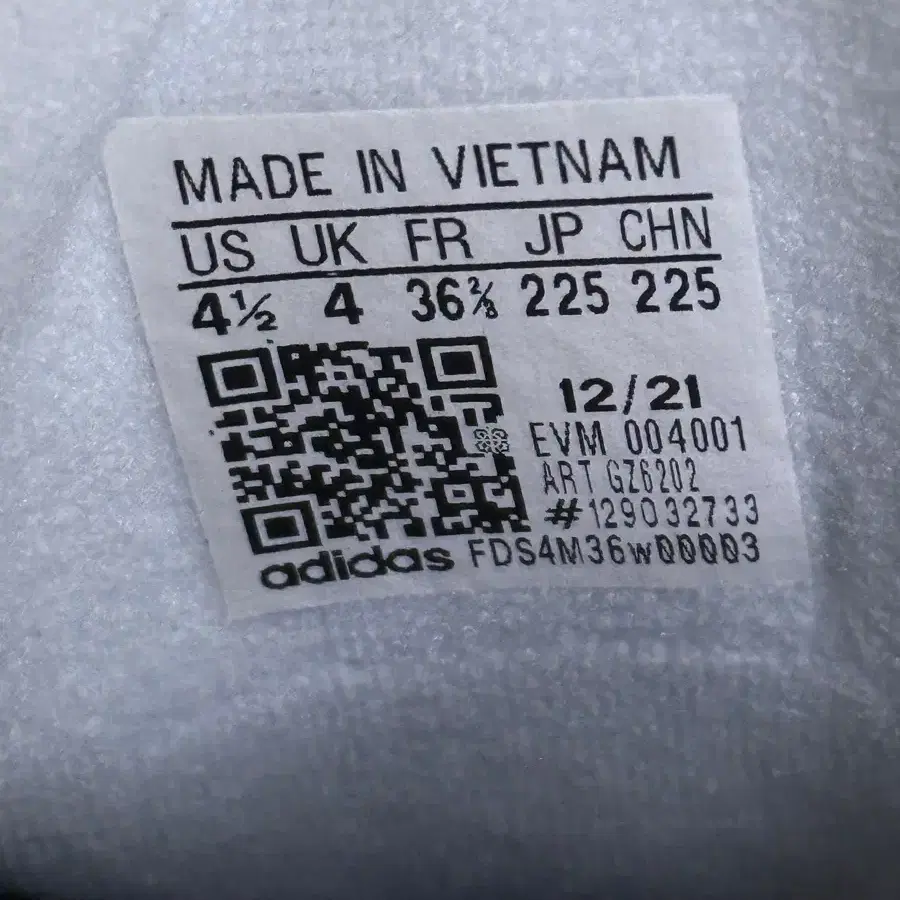 MADE IN VIETNAM
US UK FR JP CHN
4½ 4 36⅔ 225 225
12/21
EVM 004001
ART GZ6202
#129032733
adidas FDS4M36w00003